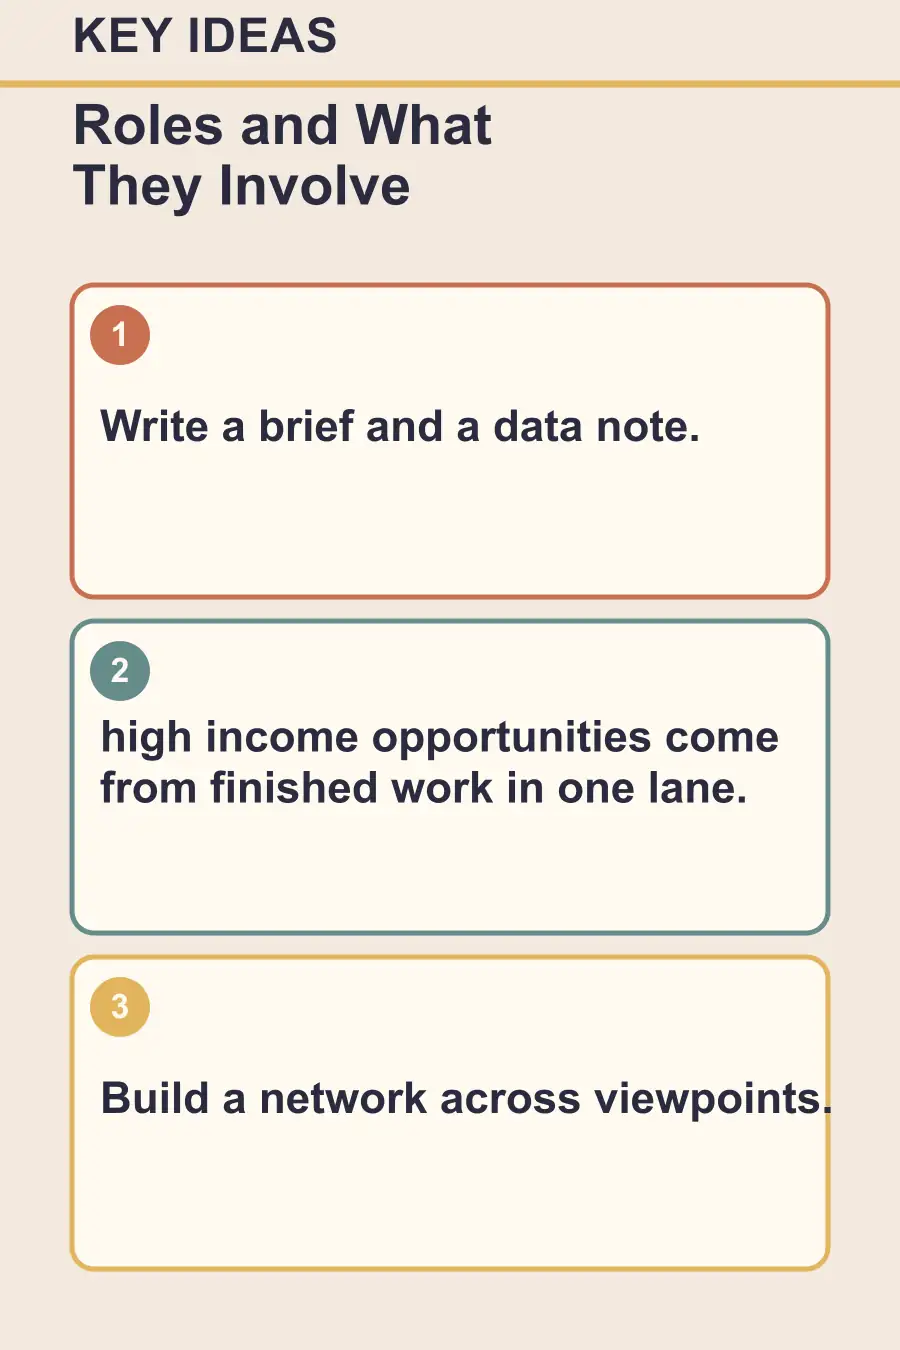 KEY IDEAS
Roles and What
They Involve
1
Write a brief and a data note.
2
high income opportunities come
from finished work in one lane.
3
Build a network across viewpoints.